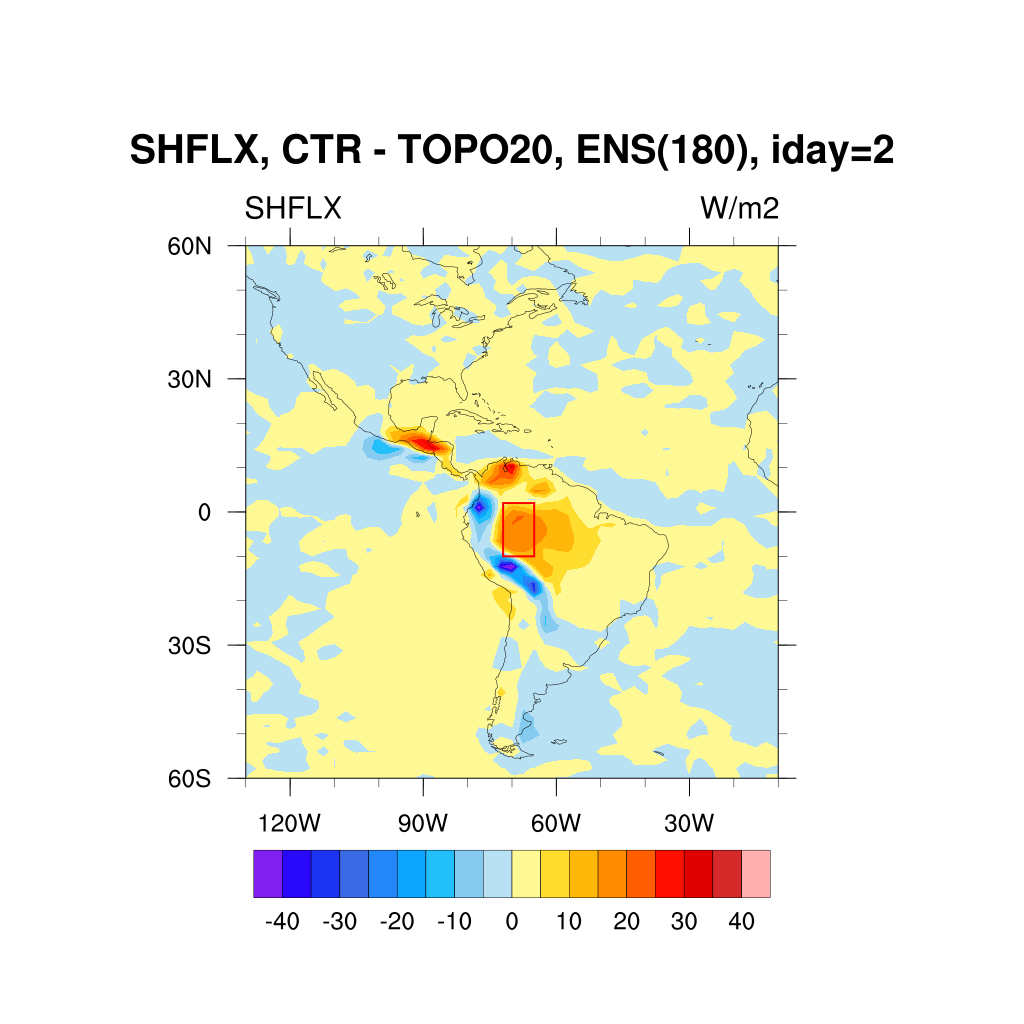 SHFLX, CTR - TOPO20, ENS(180), iday=2
SHFLX W/m2
60N
30N
0
30S
60S
120W 90W 60W 30W
-40 -30 -20 -10 0 10 20 30 40